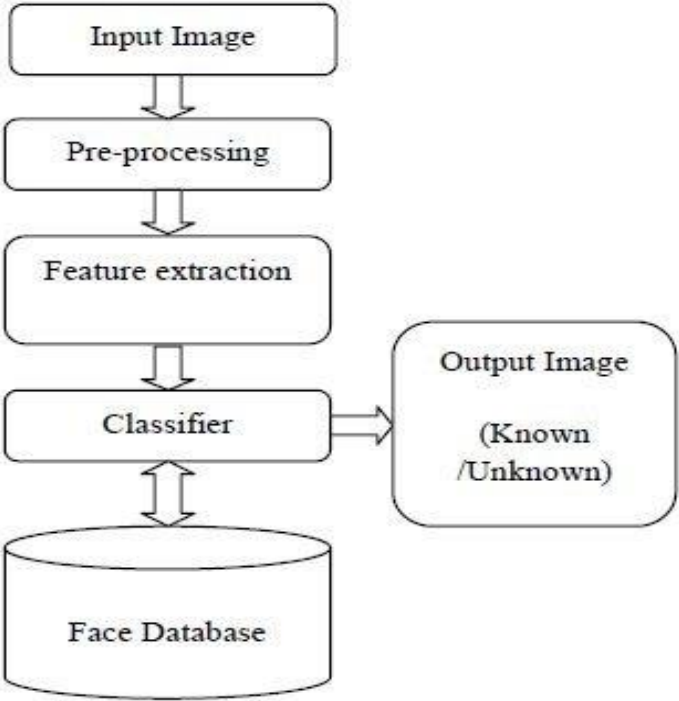 Input Image
Pre-processing
Feature extraction
Classifier
Output Image
(Known
/Unknown)
Face Database